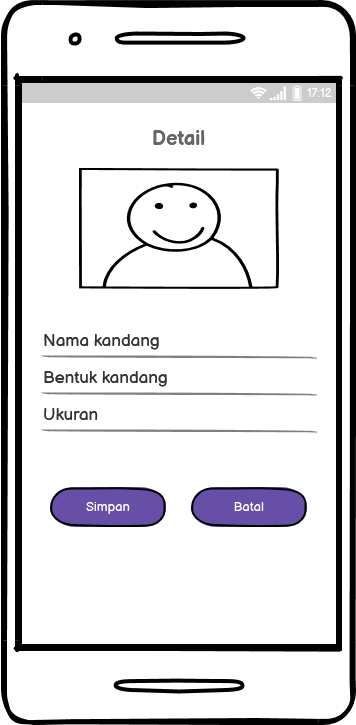 17:12
Detail
Nama kandang
Bentuk kandang
Ukuran
Simpan
Batal